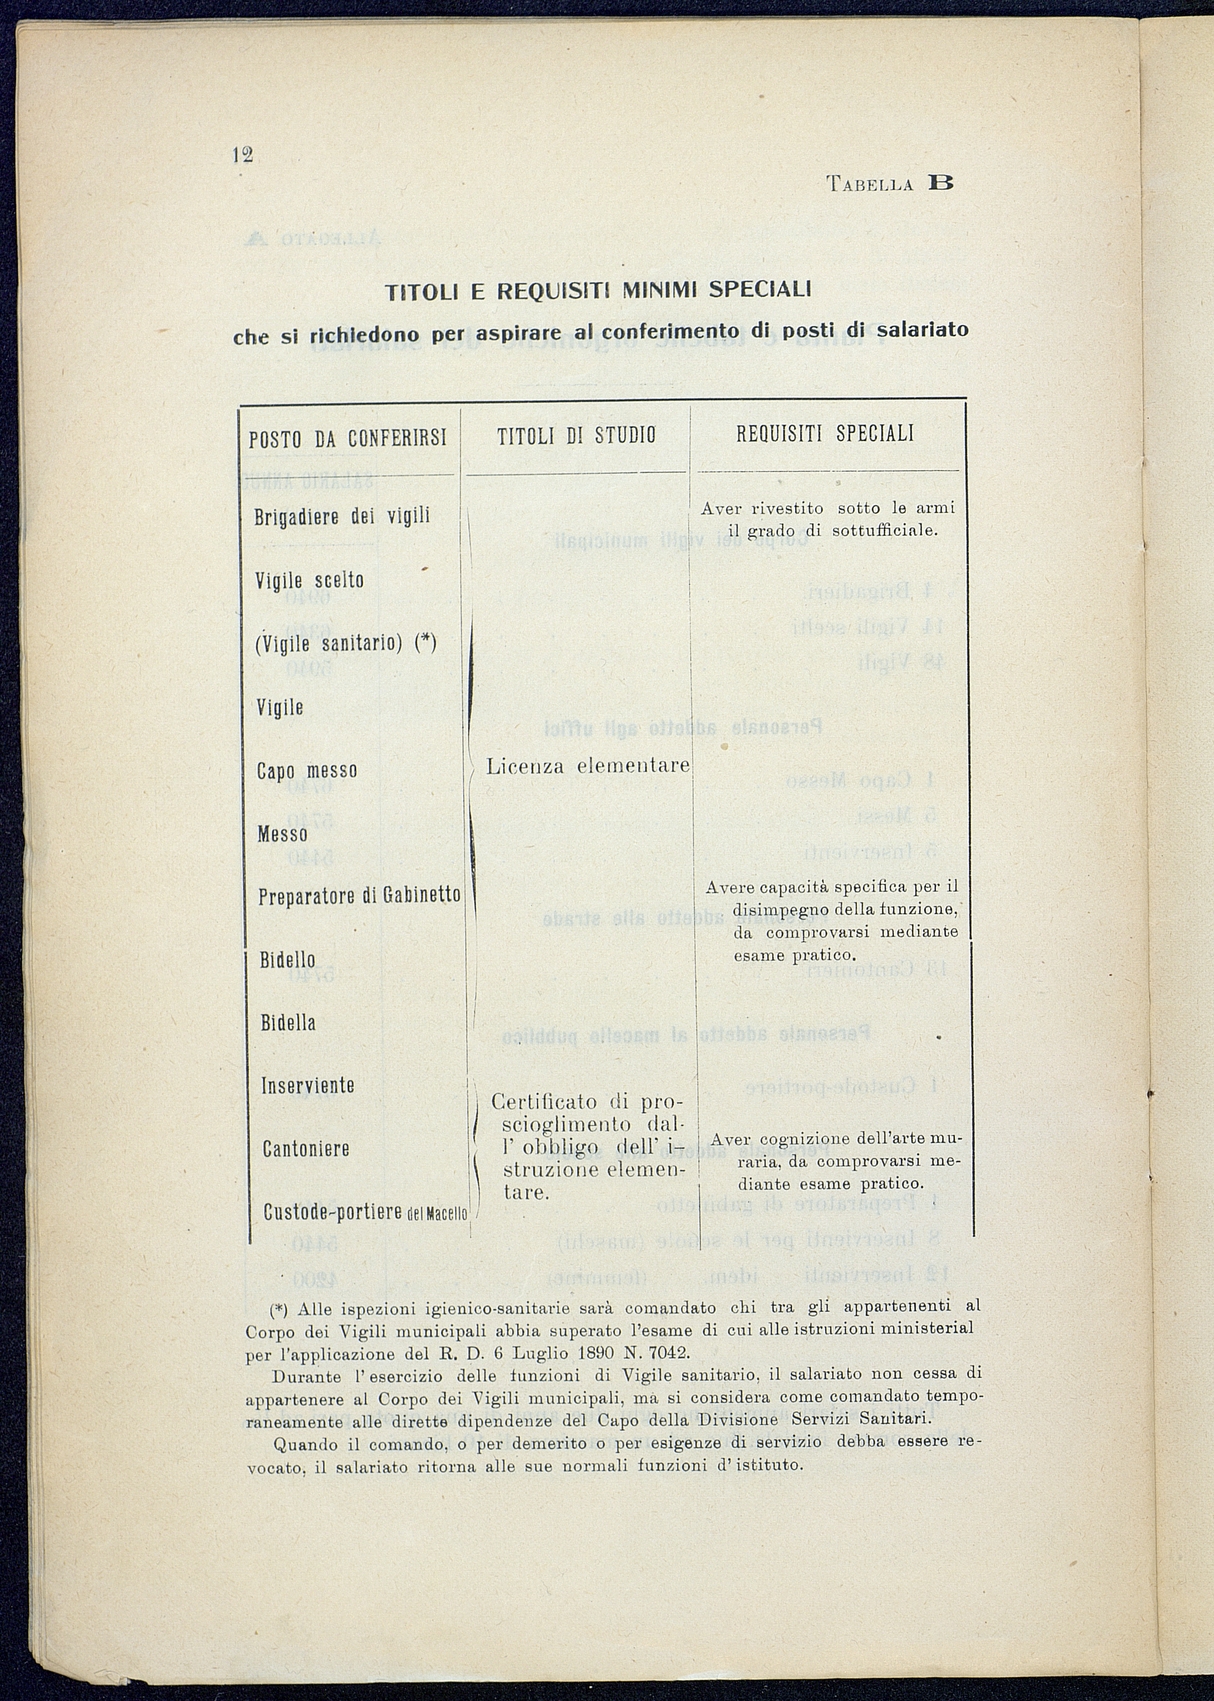 12
TABELLA B
TITOLI E REQUISITI MINIMI SPECIALI
che si richiedono per aspirare al conferimento di posti di salariato
POSTO DA CONFERIRSI
TITOLI DI STUDIO
REQUISITI SPECIALI
Brigadiere dei vigili
Aver rivestito sotto le armi
il grado di sottufficiale.
Vigile scelto
(Vigile sanitario) (*)
Vigile
Capo messo
Licenza elementare
Messo
Preparatore di Gabinetto
Avere capacità specifica per il
disimpegno della funzione,
da comprovarsi mediante
esame pratico.
Bidello
Bidella
Inserviente
Certificato di pro-
scioglimento dal-
l' obbligo dell' i-
struzione elemen-
tare.
Cantoniere
Aver cognizione dell'arte mu-
raria, da comprovarsi me-
diante esame pratico.
Custode-portiere del Macello
(*) Alle ispezioni igienico-sanitarie sarà comandato chi tra gli appartenenti al
Corpo dei Vigili municipali abbia superato l'esame di cui alle istruzioni ministerial
per l'applicazione del R. D. 6 Luglio 1890 N. 7042.
Durante l' esercizio delle funzioni di Vigile sanitario, il salariato non cessa di
appartenere al Corpo dei Vigili municipali, ma si considera come comandato tempo-
raneamente alle dirette dipendenze del Capo della Divisione Servizi Sanitari.
Quando il comando, o per demerito o per esigenze di servizio debba essere re-
vocato, il salariato ritorna alle sue normali funzioni d' istituto.